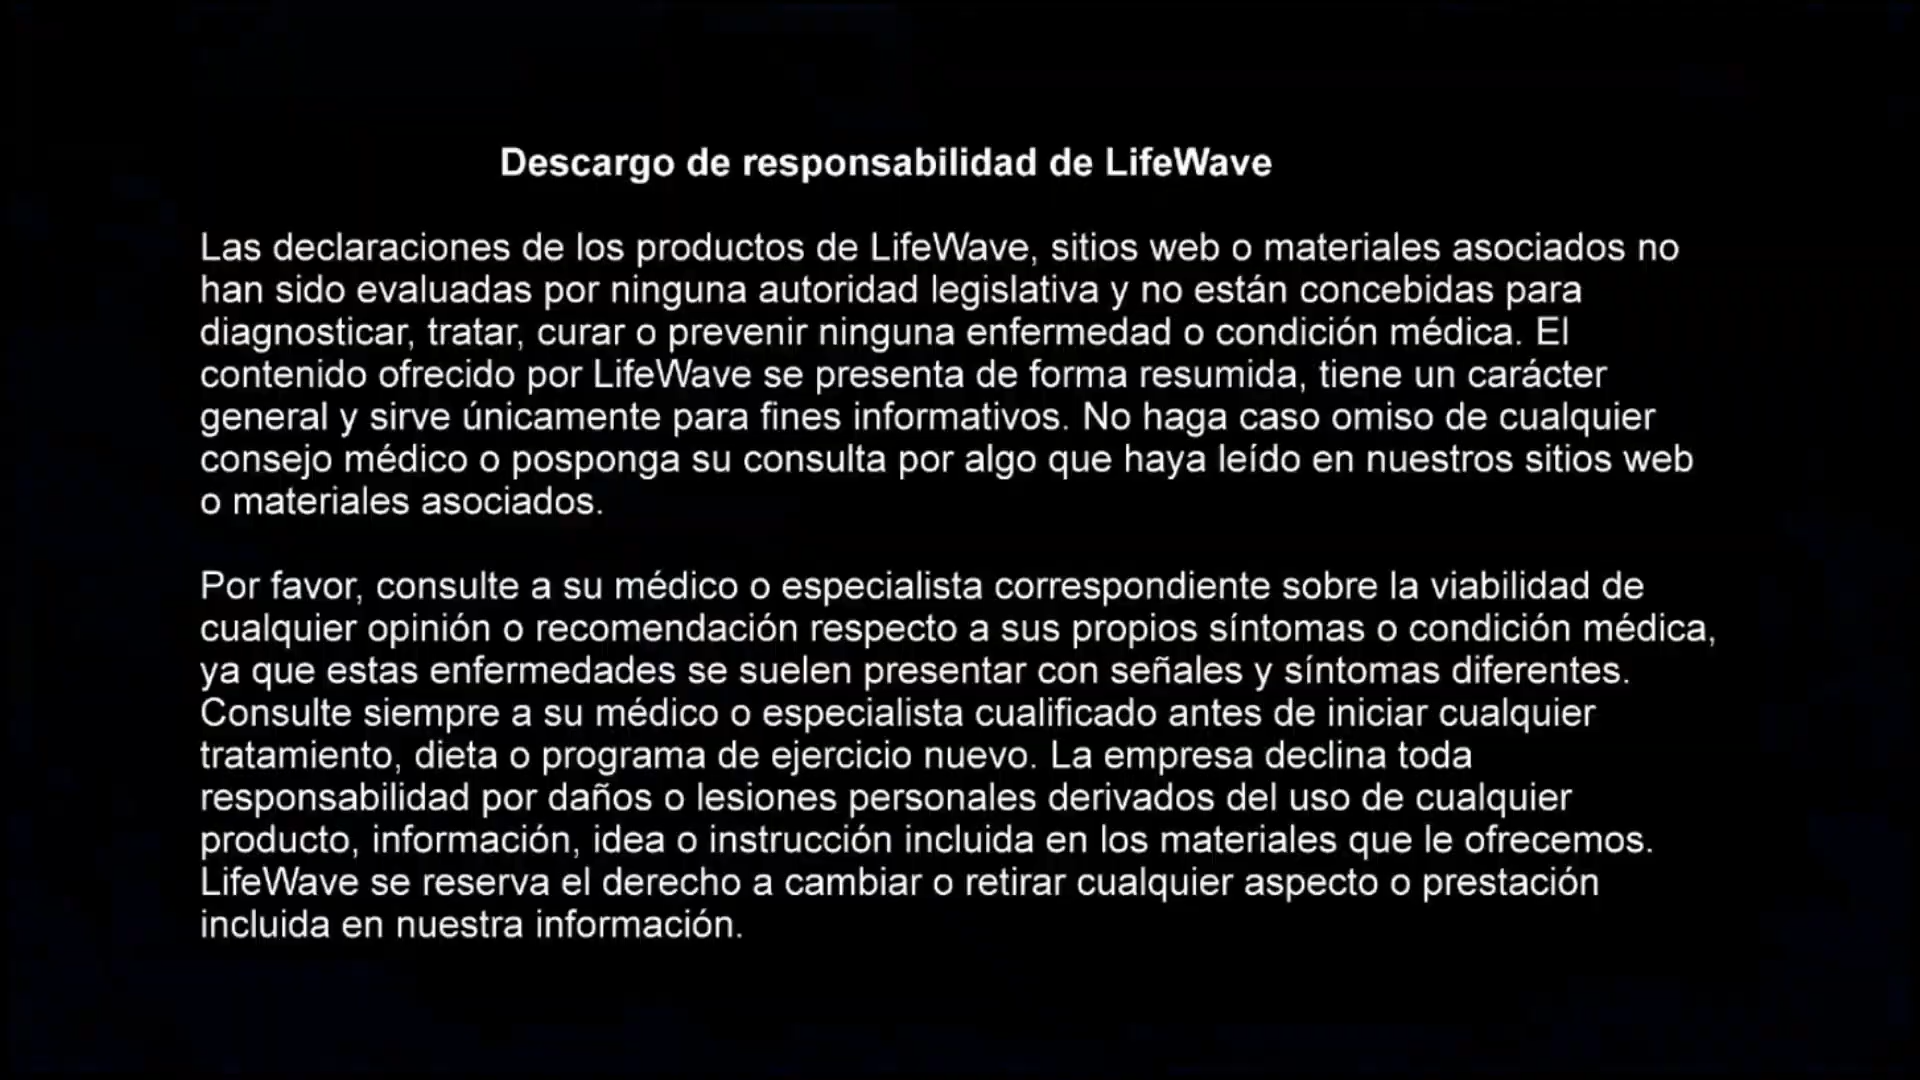 Descargo de responsabilidad de LifeWave
Las declaraciones de los productos de LifeWave, sitios web o materiales asociados no
han sido evaluadas por ninguna autoridad legislativa y no están concebidas para
diagnosticar, tratar, curar o prevenir ninguna enfermedad o condición médica. El
contenido ofrecido por LifeWave se presenta de forma resumida, tiene un carácter
general y sirve únicamente para fines informativos. No haga caso omiso de cualquier
consejo médico o posponga su consulta por algo que haya leído en nuestros sitios web
o materiales asociados.
Por favor, consulte a su médico o especialista correspondiente sobre la viabilidad de
cualquier opinión o recomendación respecto a sus propios síntomas o condición médica,
ya que estas enfermedades se suelen presentar con señales y síntomas diferentes.
Consulte siempre a su médico o especialista cualificado antes de iniciar cualquier
tratamiento, dieta o programa de ejercicio nuevo. La empresa declina toda
responsabilidad por daños o lesiones personales derivados del uso de cualquier
producto, información, idea o instrucción incluida en los materiales que le ofrecemos.
LifeWave se reserva el derecho a cambiar o retirar cualquier aspecto o prestación
incluida en nuestra información.